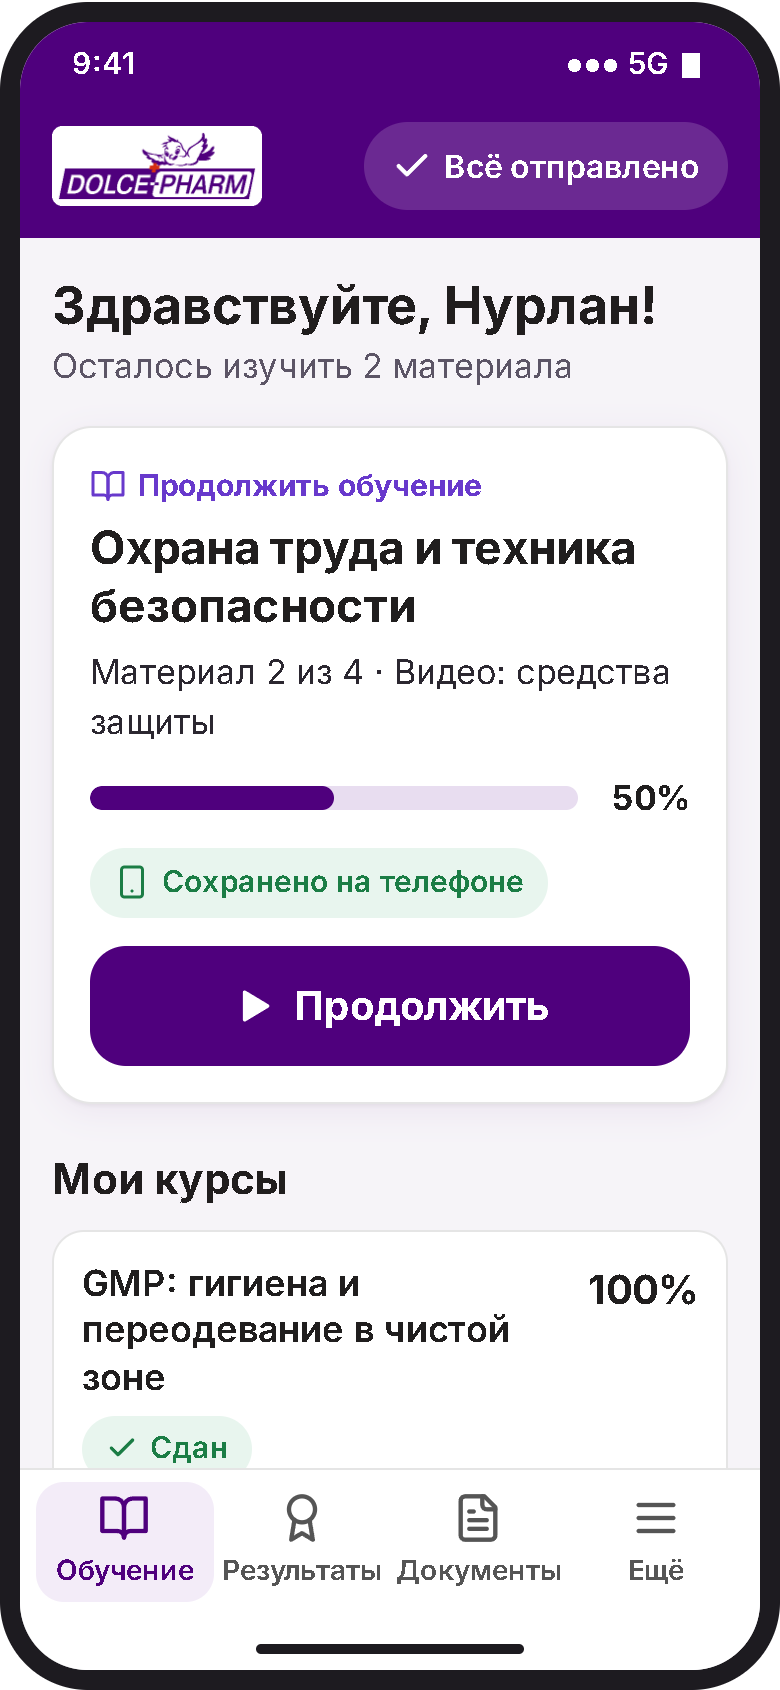 9:41
5G
DOLCE-PHARM
Всё отправлено
Здравствуйте, Нурлан!
Осталось изучить 2 материала
Продолжить обучение
Охрана труда и техника
безопасности
Материал 2 из 4 · Видео: средства
защиты
50%
Сохранено на телефоне
Продолжить
Мои курсы
GMP: гигиена и
переодевание в чистой
зоне
100%
Сдан
Обучение
Результаты
Документы
Ещё